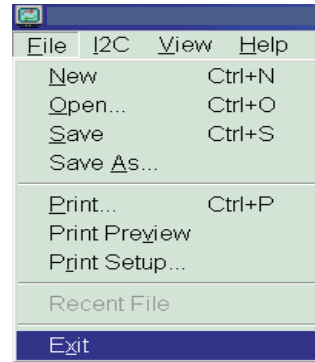 File I2C View Help
New Ctrl+N
Open... Ctrl+O
Save Ctrl+S
Save As...
Print... Ctrl+P
Print Preview
Print Setup...
Recent File
Exit